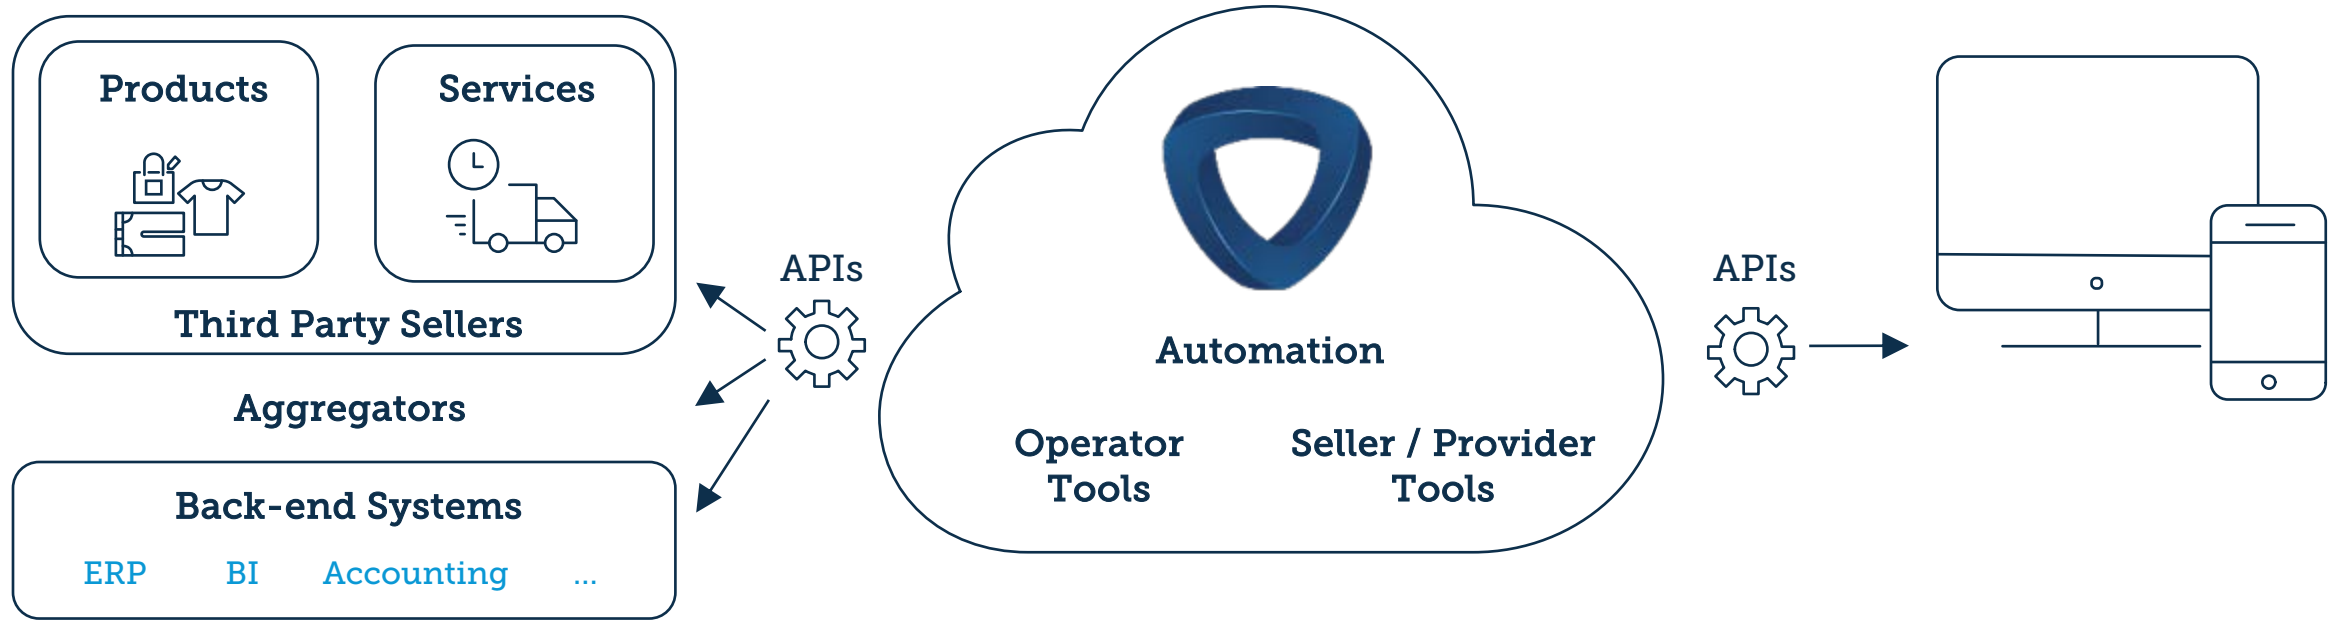 Products
Services
Third Party Sellers
Aggregators
Back-end Systems
ERP
BI
Accounting
...
APIs
Automation
Operator
Tools
Seller / Provider
Tools
APIs